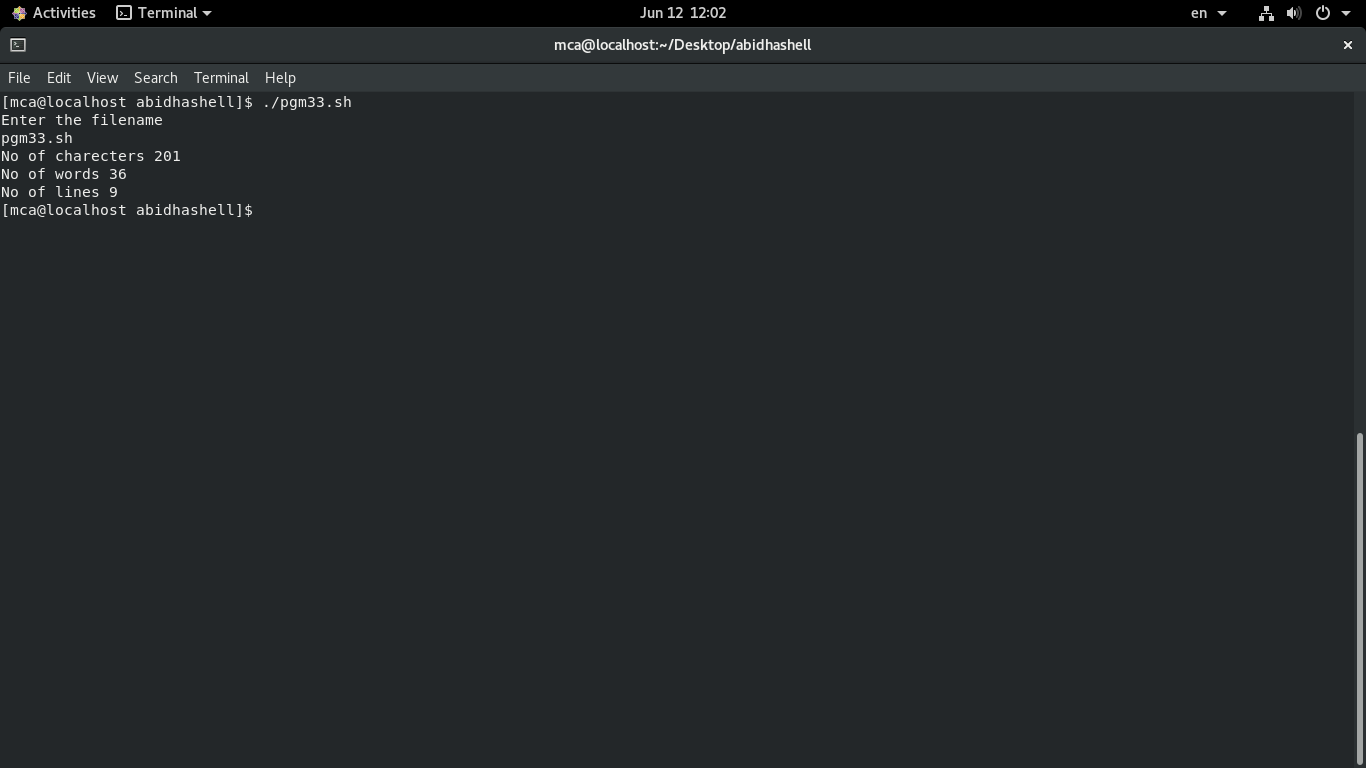 Activities Terminal Jun 12 12:02 en
mca@localhost:~/Desktop/abidhashell
File Edit View Search Terminal Help
[mca@localhost abidhashell]$ ./pgm33.sh
Enter the filename
pgm33.sh
No of charecters 201
No of words 36
No of lines 9
[mca@localhost abidhashell]$